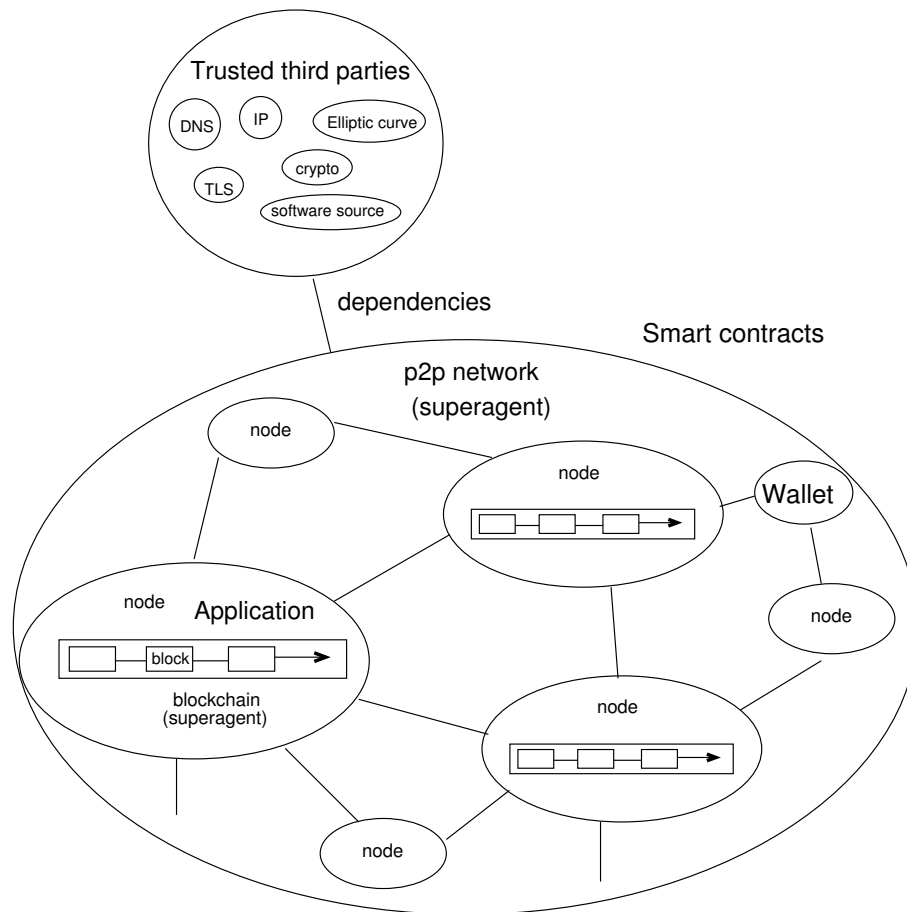 Trusted third parties
DNS
IP
Elliptic curve
crypto
TLS
software source
dependencies
Smart contracts
p2p network
(superagent)
node
node
Wallet
node
Application
node
block
blockchain
(superagent)
node
node